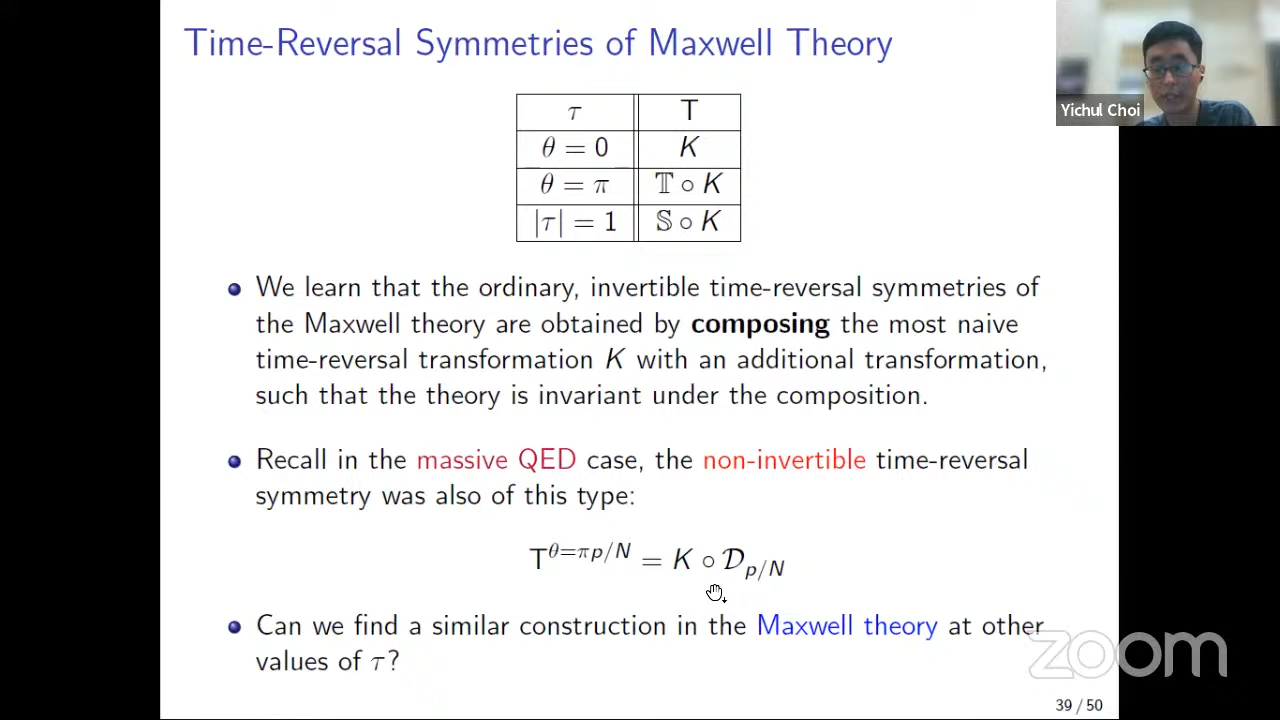 Time-Reversal Symmetries of Maxwell Theory
Yichul Choi
τ T
θ = 0 K
θ = π 𝕋 ∘ K
|τ| = 1 𝕊 ∘ K
We learn that the ordinary, invertible time-reversal symmetries of
the Maxwell theory are obtained by composing the most naive
time-reversal transformation K with an additional transformation,
such that the theory is invariant under the composition.
Recall in the massive QED case, the non-invertible time-reversal
symmetry was also of this type:
T^{θ=πp/N} = K ∘ 𝒟_{p/N}
Can we find a similar construction in the Maxwell theory at other
values of τ?
zoom
39 / 50